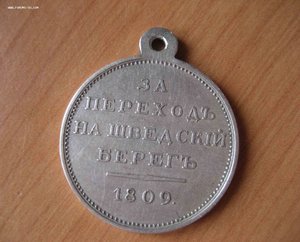 ЗА
ПЕРЕХОДЪ
НА ШВЕДСКІЙ
БЕРЕГЪ
1809.